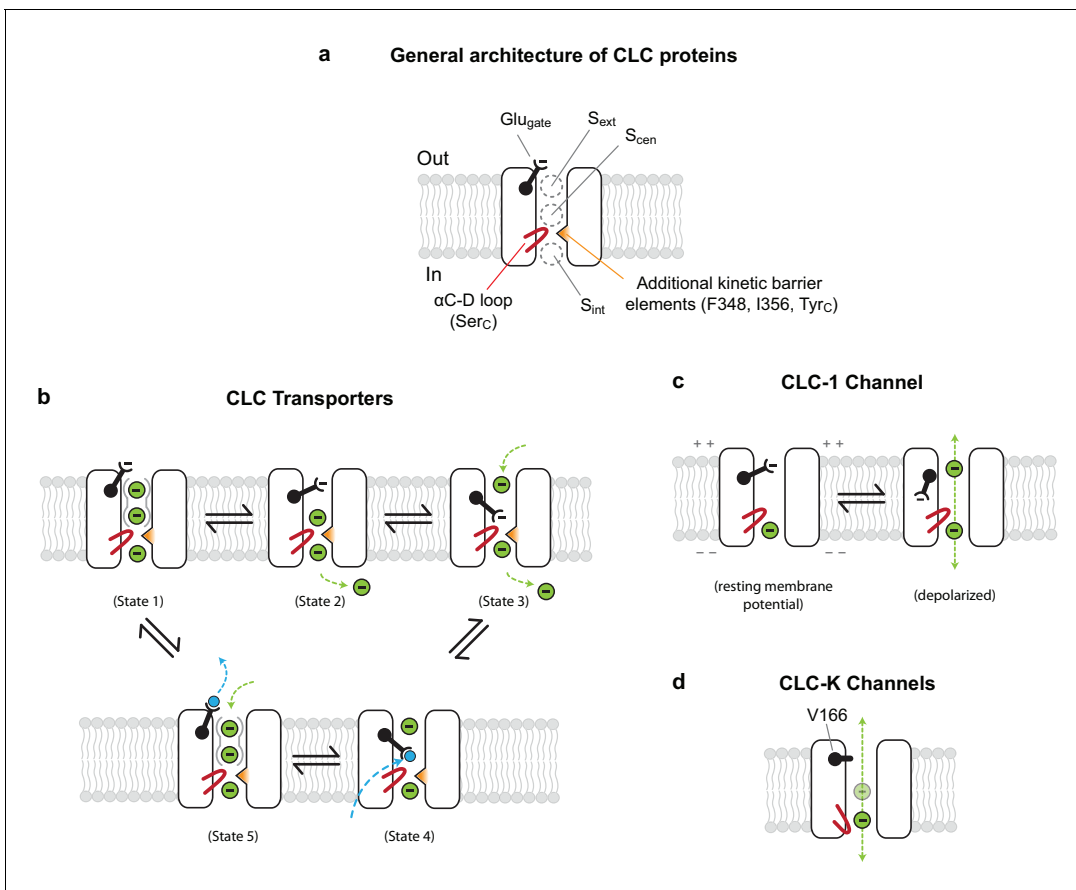 a General architecture of CLC proteins
Glugate
Sext
Scen
Out
In
αC-D loop
(SerC)
Sint
Additional kinetic barrier
elements (F348, I356, TyrC)
b CLC Transporters
(State 1)
(State 2)
(State 3)
(State 5)
(State 4)
c CLC-1 Channel
+ + + +
– – – –
(resting membrane
potential)
(depolarized)
d CLC-K Channels
V166